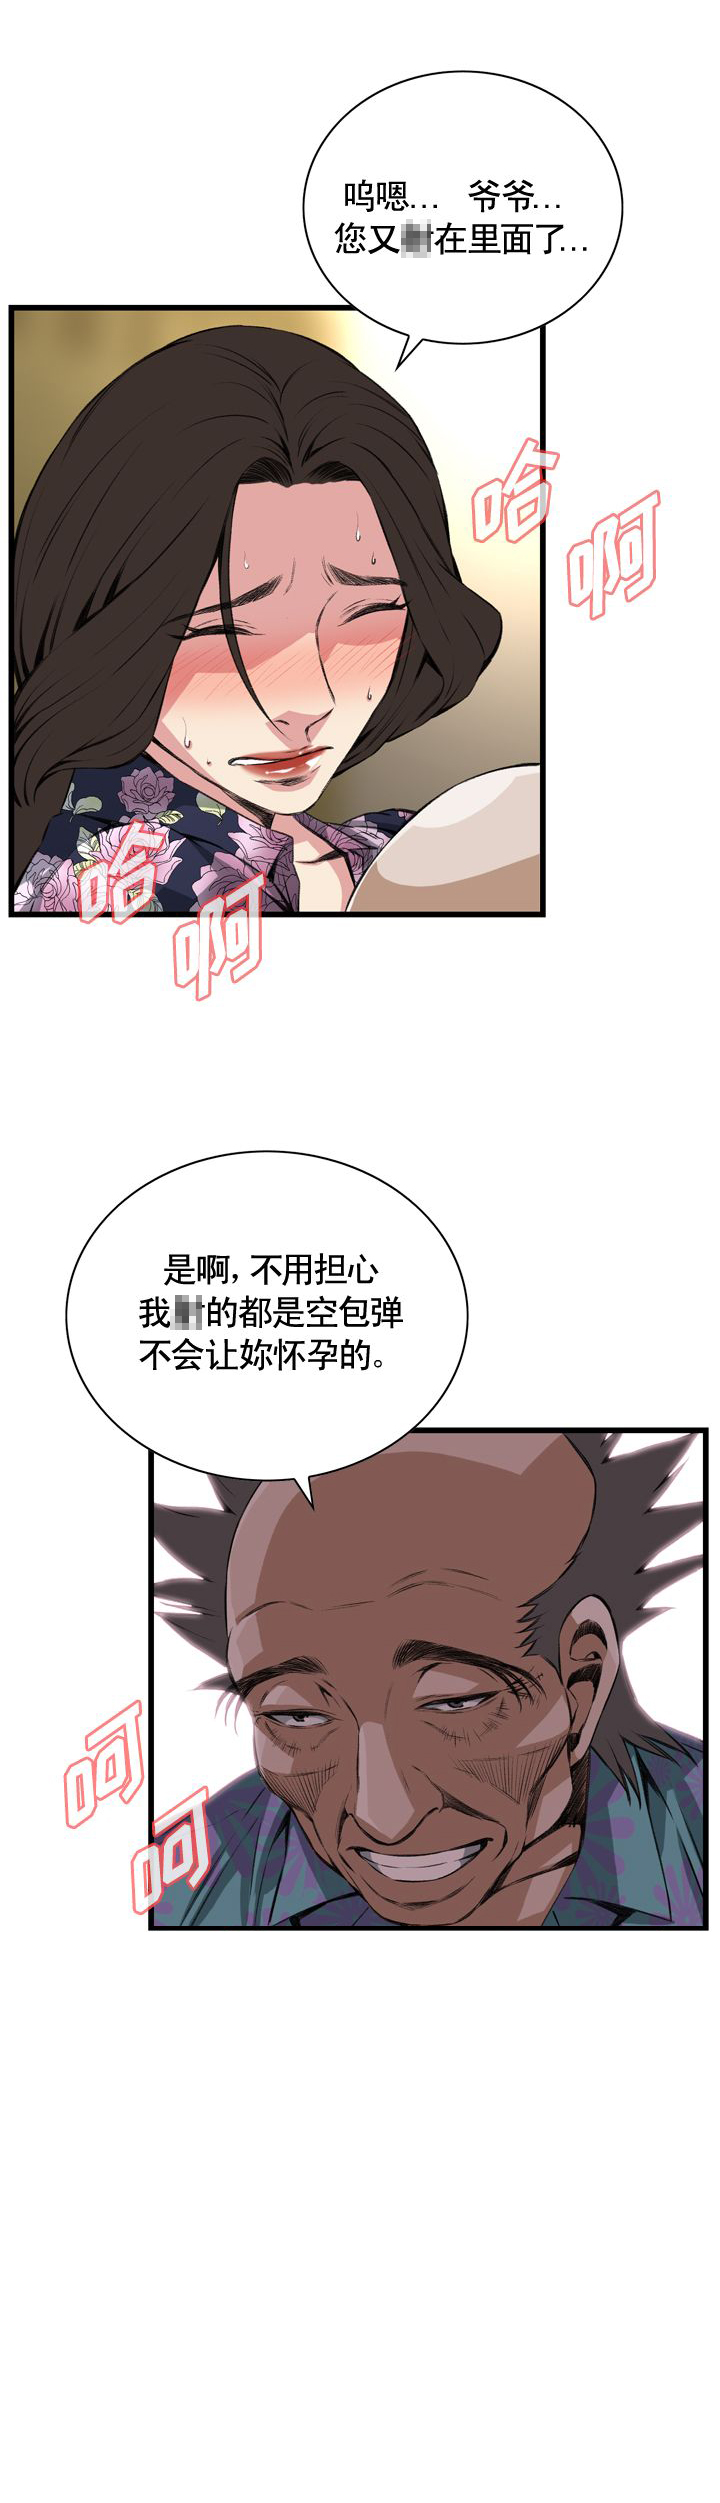 呜嗯... 爷爷...
您又在里面了...
哈
啊
哈
啊
是啊，不用担心
我的都是空包弹
不会让妳怀孕的。
呵
呵